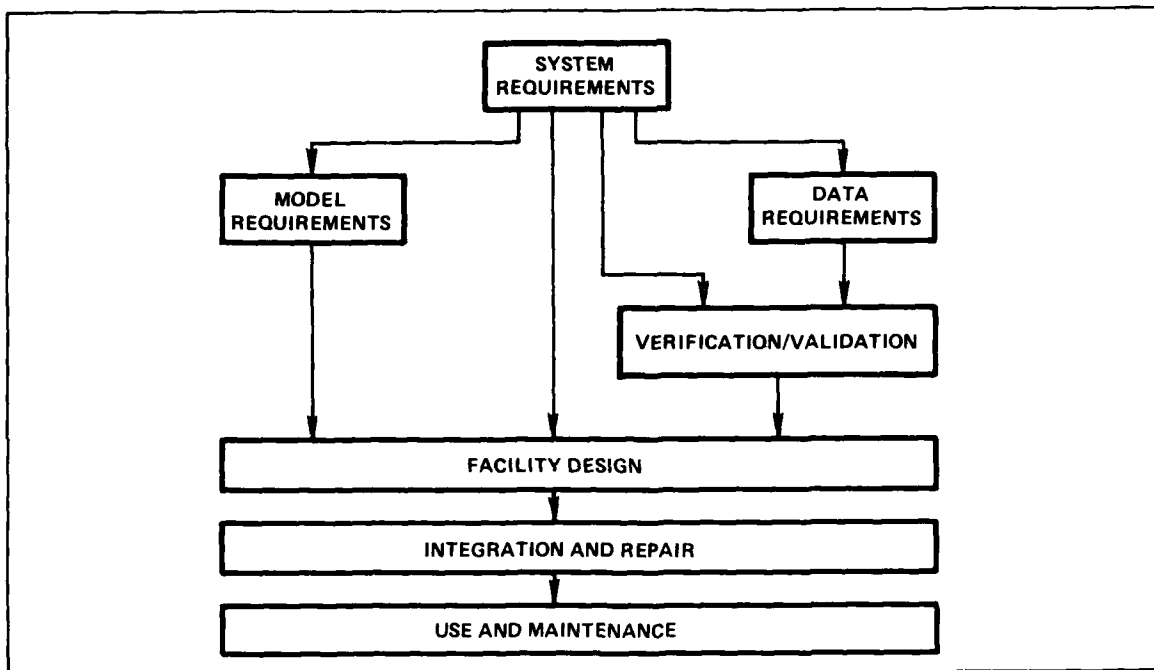 SYSTEM
REQUIREMENTS
MODEL
REQUIREMENTS
DATA
REQUIREMENTS
VERIFICATION/VALIDATION
FACILITY DESIGN
INTEGRATION AND REPAIR
USE AND MAINTENANCE